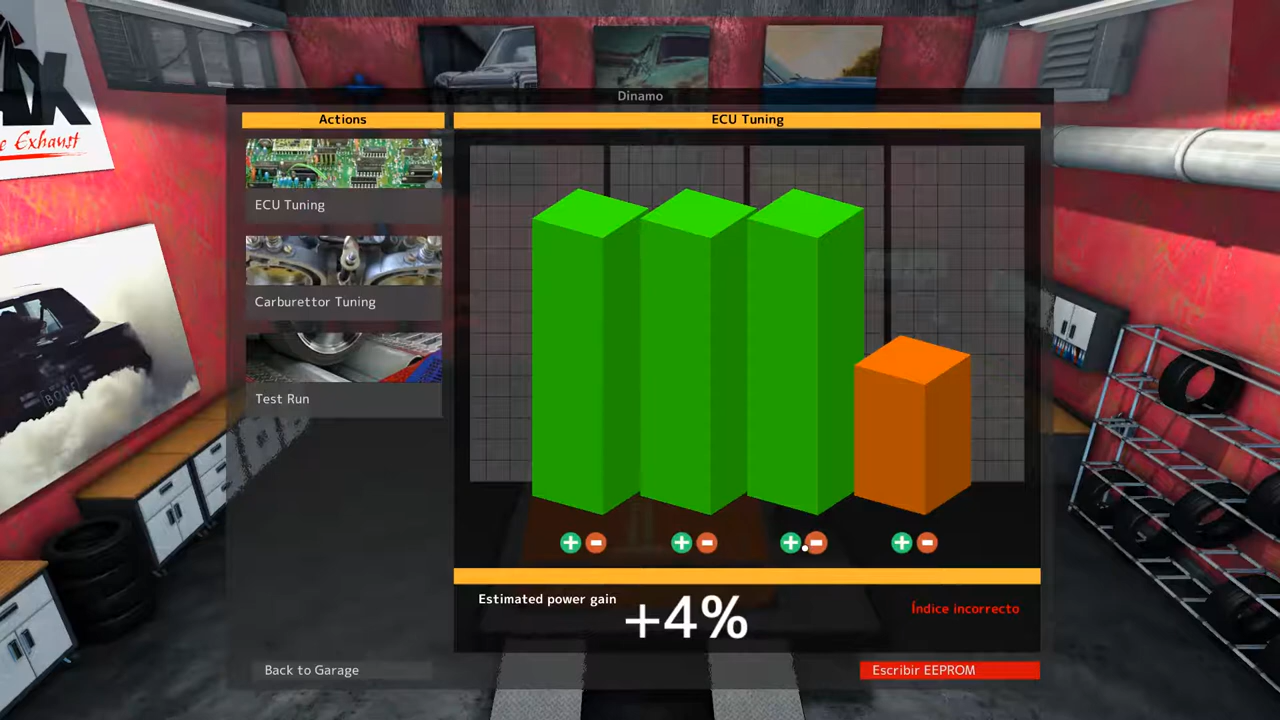 Dinamo
Actions
ECU Tuning
ECU Tuning
Carburettor Tuning
Test Run
Estimated power gain
+4%
Índice incorrecto
Back to Garage
Escribir EEPROM
AK
e Exhaust